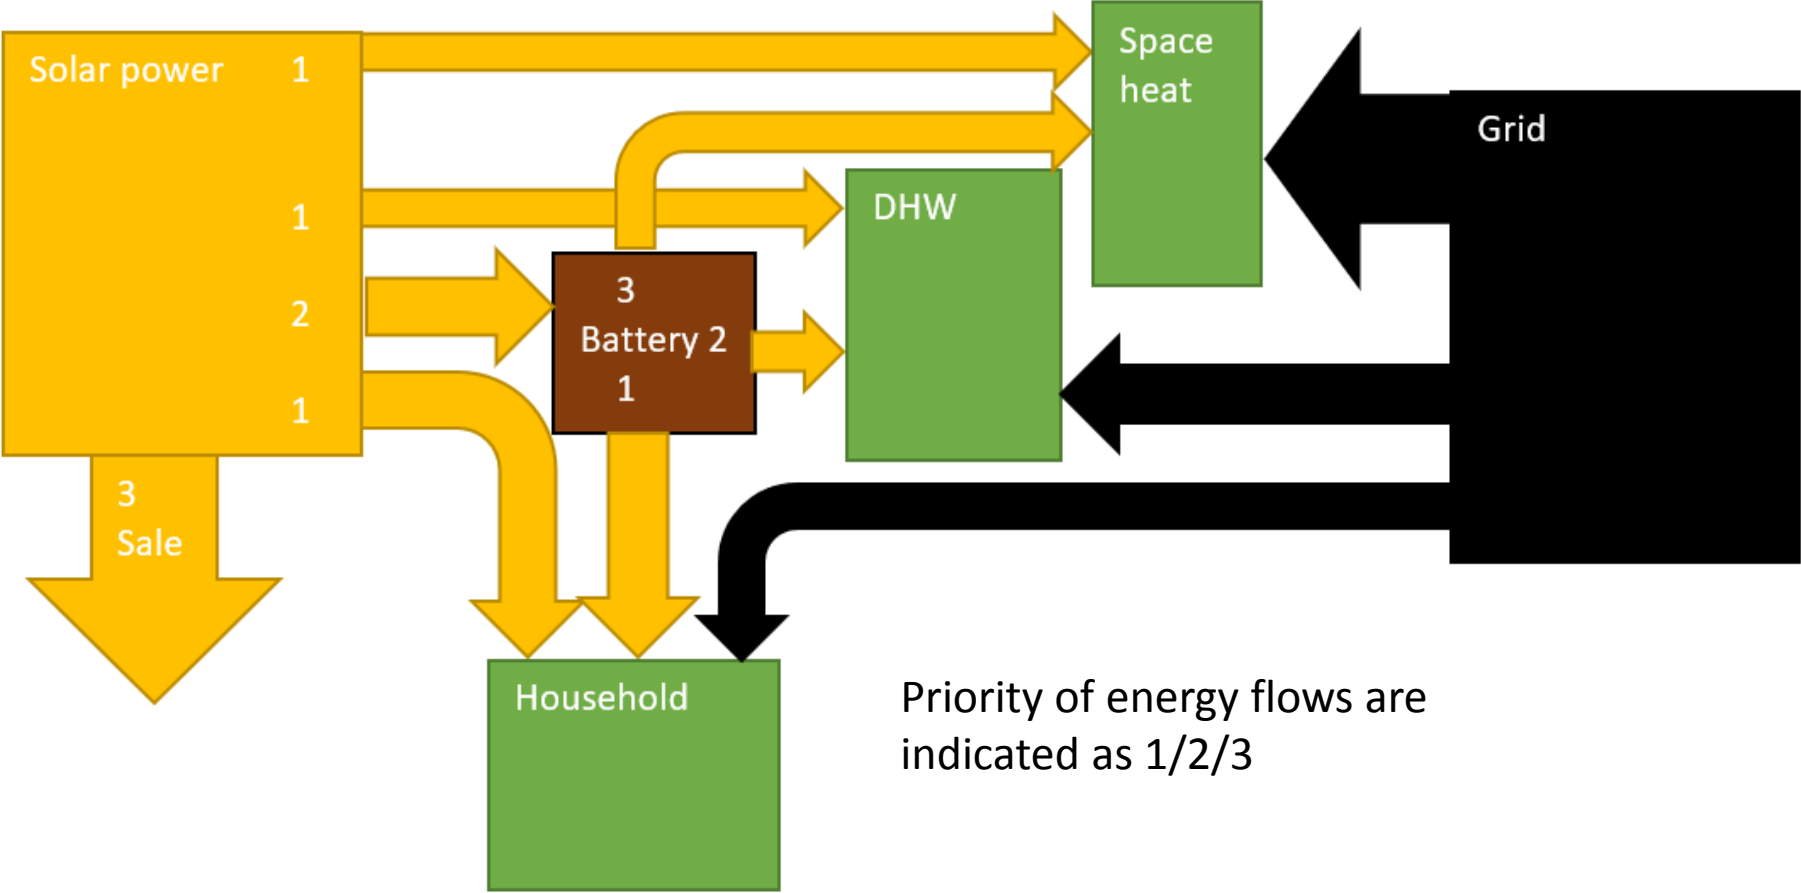 Solar power 1
1
2
1
3
Sale
3
Battery 2
1
Space
heat
DHW
Grid
Household
Priority of energy flows are
indicated as 1/2/3